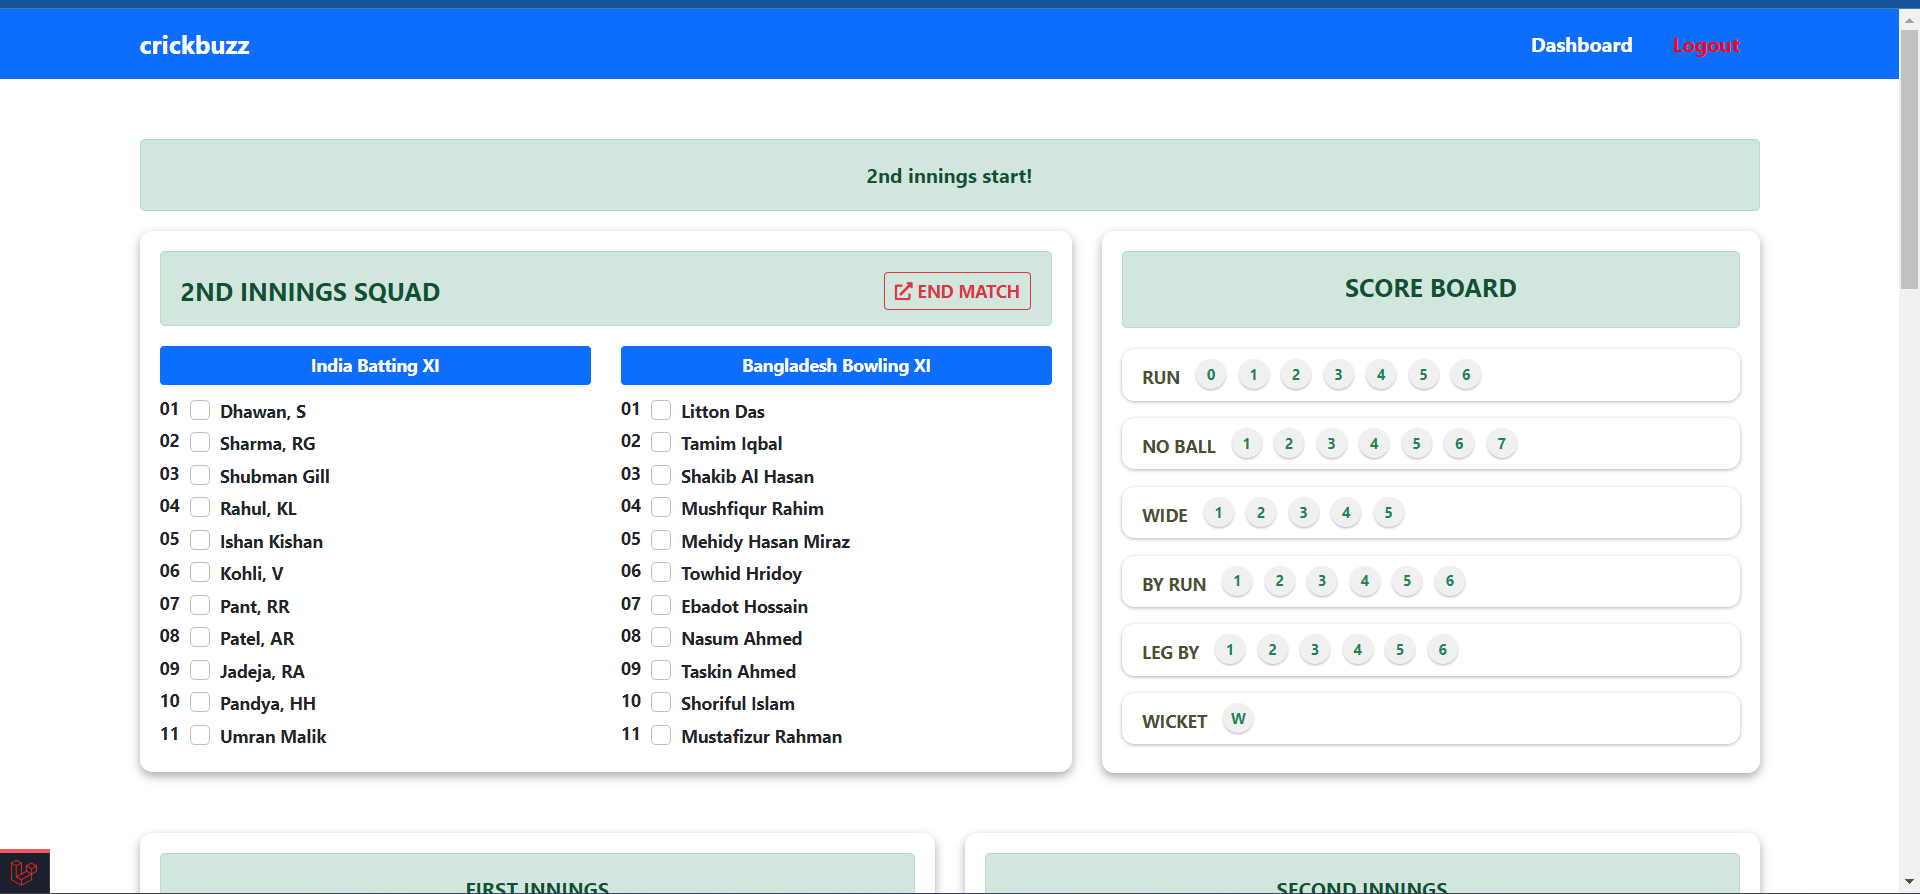 crickbuzz
Dashboard Logout
2nd innings start!
2ND INNINGS SQUAD
END MATCH
India Batting XI
01 Dhawan, S
02 Sharma, RG
03 Shubman Gill
04 Rahul, KL
05 Ishan Kishan
06 Kohli, V
07 Pant, RR
08 Patel, AR
09 Jadeja, RA
10 Pandya, HH
11 Umran Malik
Bangladesh Bowling XI
01 Litton Das
02 Tamim Iqbal
03 Shakib Al Hasan
04 Mushfiqur Rahim
05 Mehidy Hasan Miraz
06 Towhid Hridoy
07 Ebadot Hossain
08 Nasum Ahmed
09 Taskin Ahmed
10 Shoriful Islam
11 Mustafizur Rahman
SCORE BOARD
RUN 0 1 2 3 4 5 6
NO BALL 1 2 3 4 5 6 7
WIDE 1 2 3 4 5
BY RUN 1 2 3 4 5 6
LEG BY 1 2 3 4 5 6
WICKET W
FIRST INNINGS
SECOND INNINGS